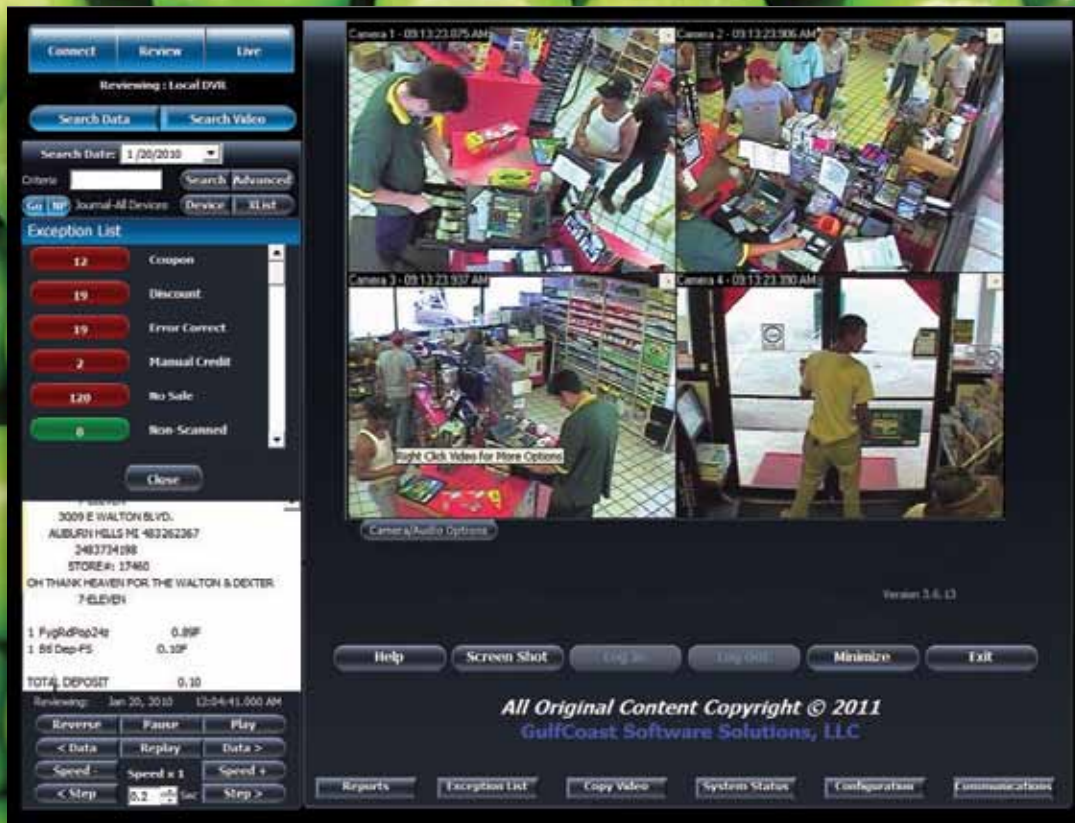 Connect Review Live
Reviewing : Local DVR
Search Data Search Video
Search Date: 1 /20/2010
Criteria Search Advanced
Go NP Journal-All Devices Device XList
Exception List
12 Coupon
19 Discount
19 Error Correct
2 Manual Credit
120 No Sale
0 Non-Scanned
Close
7-ELEVEN
3009 E WALTON BLVD.
AUBURN HILLS MI 483262367
2483734198
STORE#: 17460
OH THANK HEAVEN FOR THE WALTON & DEXTER
7-ELEVEN
1 FygRdPop24z 0.89F
1 B6 Dep-FS 0.10F
TOTAL DEPOSIT 0.10
Reviewing: Jan 20, 2010 12:04:41.000 AM
Reverse Pause Play
< Data Replay Data >
Speed - Speed x 1 Speed +
< Step 0.2 Sec Step >
Camera 1 - 09:13:23.875 AM
Camera 2 - 09:13:23.906 AM
Camera 3 - 09:13:23.937 AM
Camera 4 - 09:13:23.390 AM
Right Click Video for More Options
Camera/Audio Options
Version 3.6.13
Help Screen Shot Log In Log Out Minimize Exit
All Original Content Copyright © 2011
GulfCoast Software Solutions, LLC
Reports Exception List Copy Video System Status Configuration Communications